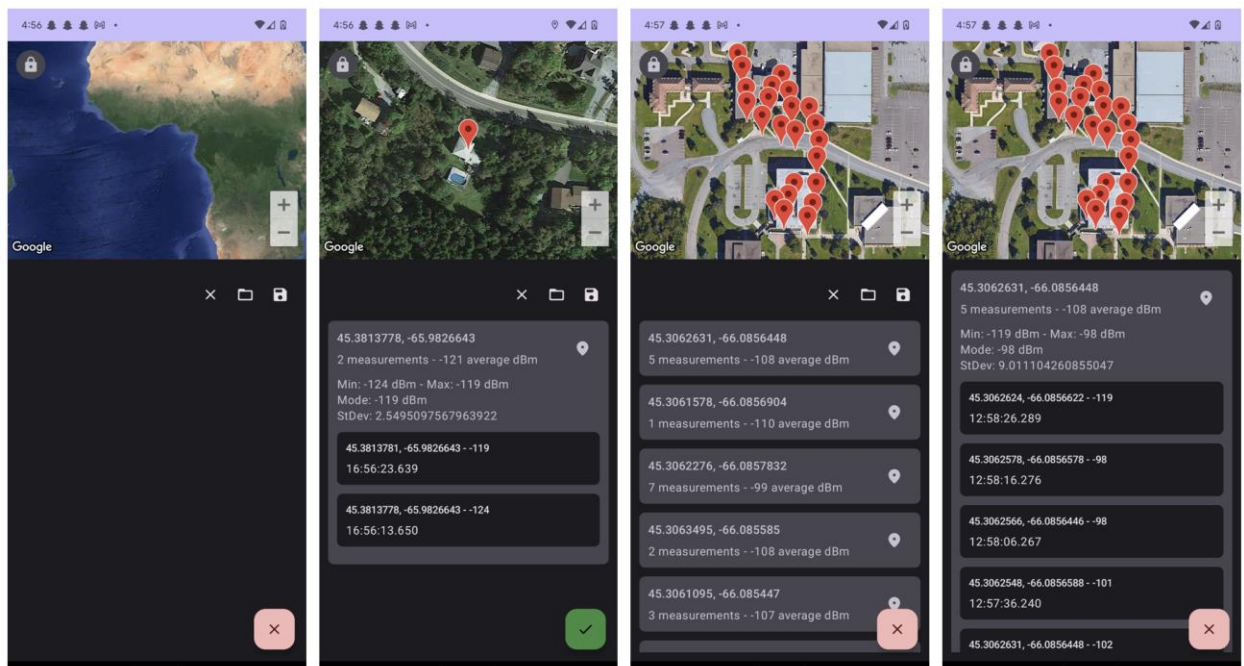 4:56
Google
4:56
Google
45.3813778, -65.9826643
2 measurements - -121 average dBm
Min: -124 dBm - Max: -119 dBm
Mode: -119 dBm
StDev: 2.5495097567963922
45.3813781, -65.9826643 - -119
16:56:23.639
45.3813778, -65.9826643 - -124
16:56:13.650
4:57
Google
45.3062631, -66.0856448
5 measurements - -108 average dBm
45.3061578, -66.0856904
1 measurements - -110 average dBm
45.3062276, -66.0857832
7 measurements - -99 average dBm
45.3063495, -66.085585
2 measurements - -108 average dBm
45.3061095, -66.085447
3 measurements - -107 average dBm
4:57
Google
45.3062631, -66.0856448
5 measurements - -108 average dBm
Min: -119 dBm - Max: -98 dBm
Mode: -98 dBm
StDev: 9.011104260855047
45.3062624, -66.0856622 - -119
12:58:26.289
45.3062578, -66.0856578 - -98
12:58:16.276
45.3062566, -66.0856446 - -98
12:58:06.267
45.3062548, -66.0856588 - -101
12:57:36.240
45.3062631, -66.0856448 - -102